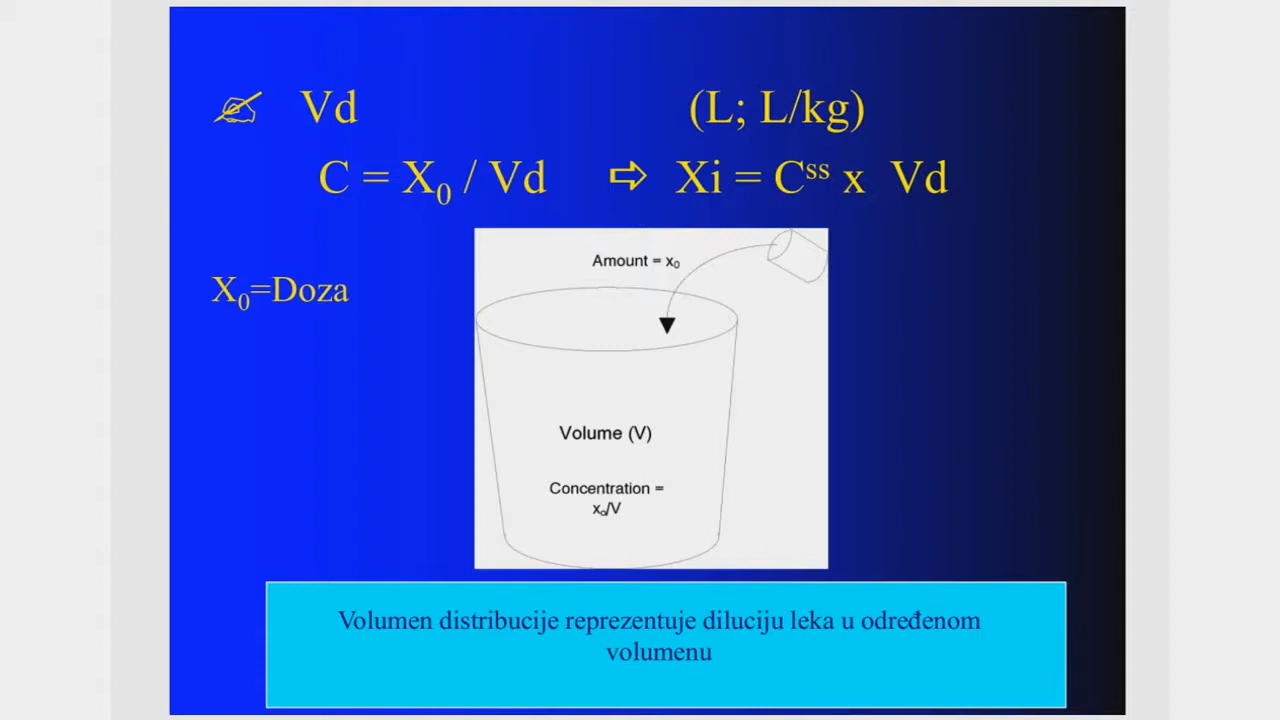 Vd (L; L/kg)
C = X₀ / Vd ⇨ Xi = Cˢˢ x Vd
Amount = x₀
X₀=Doza
Volume (V)
Concentration =
x₀/V
Volumen distribucije reprezentuje diluciju leka u određenom
volumenu